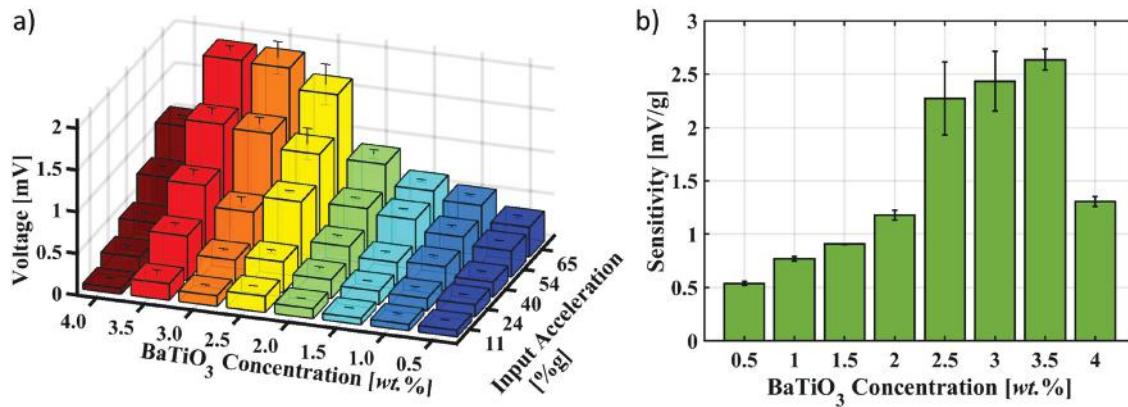 a)
2
1.5
1
0.5
0
Voltage [mV]
4.0
3.5
3.0
2.5
2.0
1.5
1.0
0.5
BaTiO3 Concentration [wt.%]
11
24
40
54
65
Input Acceleration
[%g]
b)
3
2.5
2
1.5
1
0.5
0
Sensitivity [mV/g]
0.5 1 1.5 2 2.5 3 3.5 4
BaTiO3 Concentration [wt.%]